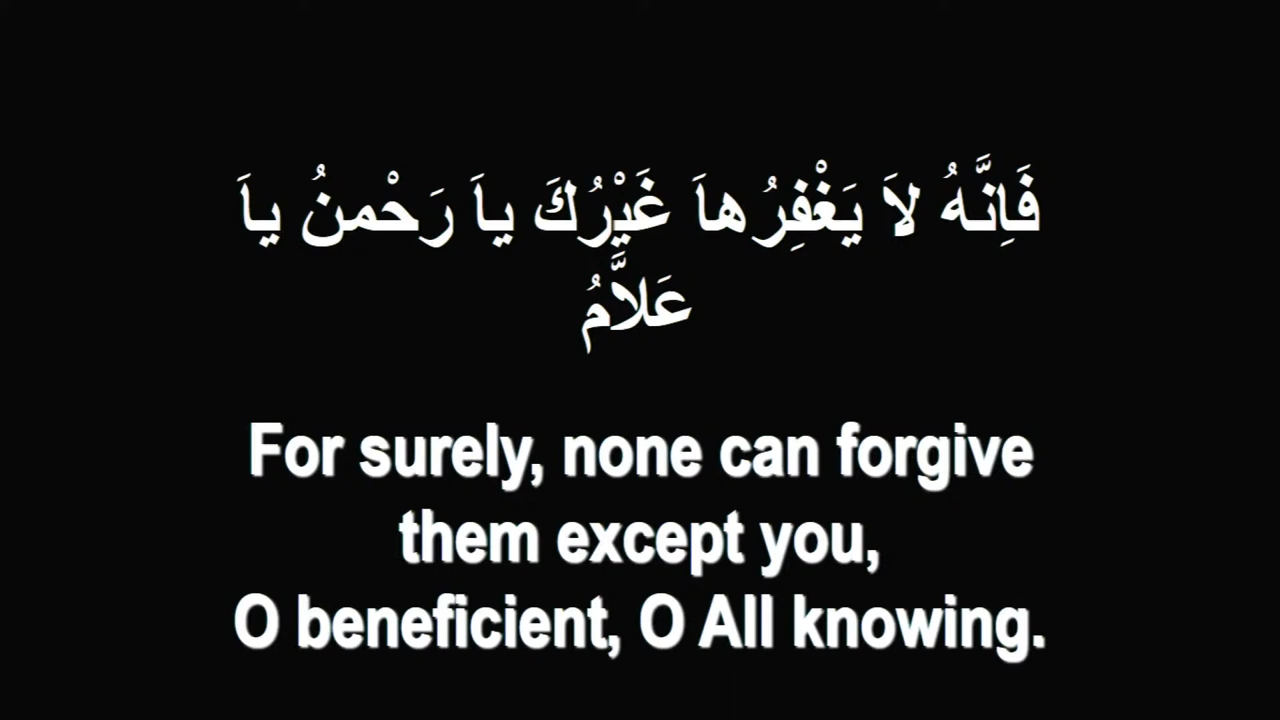 فَاِنَّهُ لاَ يَغْفِرُهاَ غَيْرُكَ ياَ رَحْمنُ ياَ
عَلاَّمُ
For surely, none can forgive
them except you,
O beneficient, O All knowing.